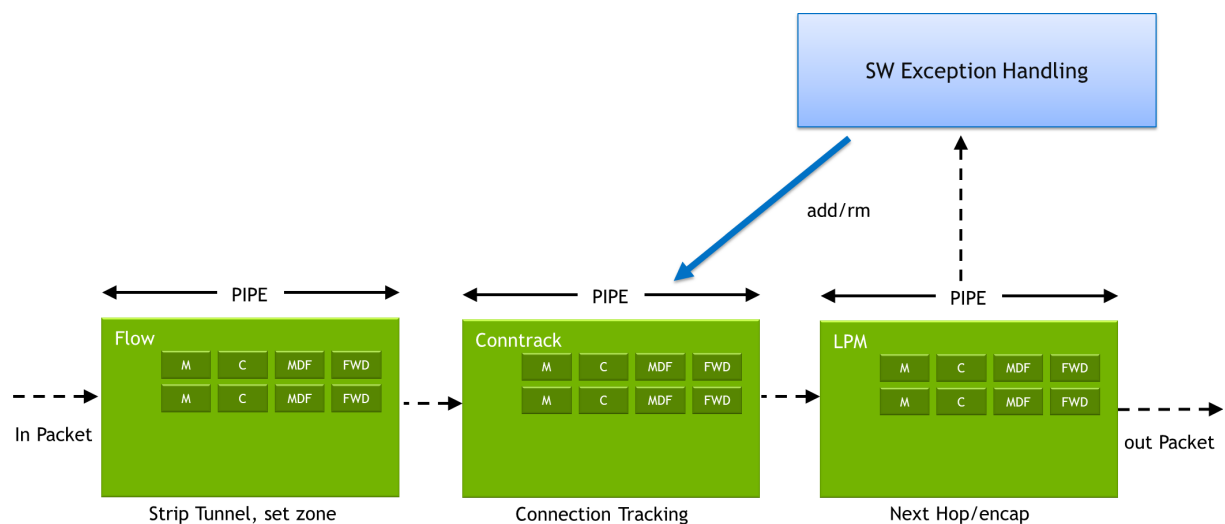 SW Exception Handling
add/rm
PIPE
PIPE
PIPE
Flow
M C MDF FWD
M C MDF FWD
Conntrack
M C MDF FWD
M C MDF FWD
LPM
M C MDF FWD
M C MDF FWD
In Packet
out Packet
Strip Tunnel, set zone
Connection Tracking
Next Hop/encap